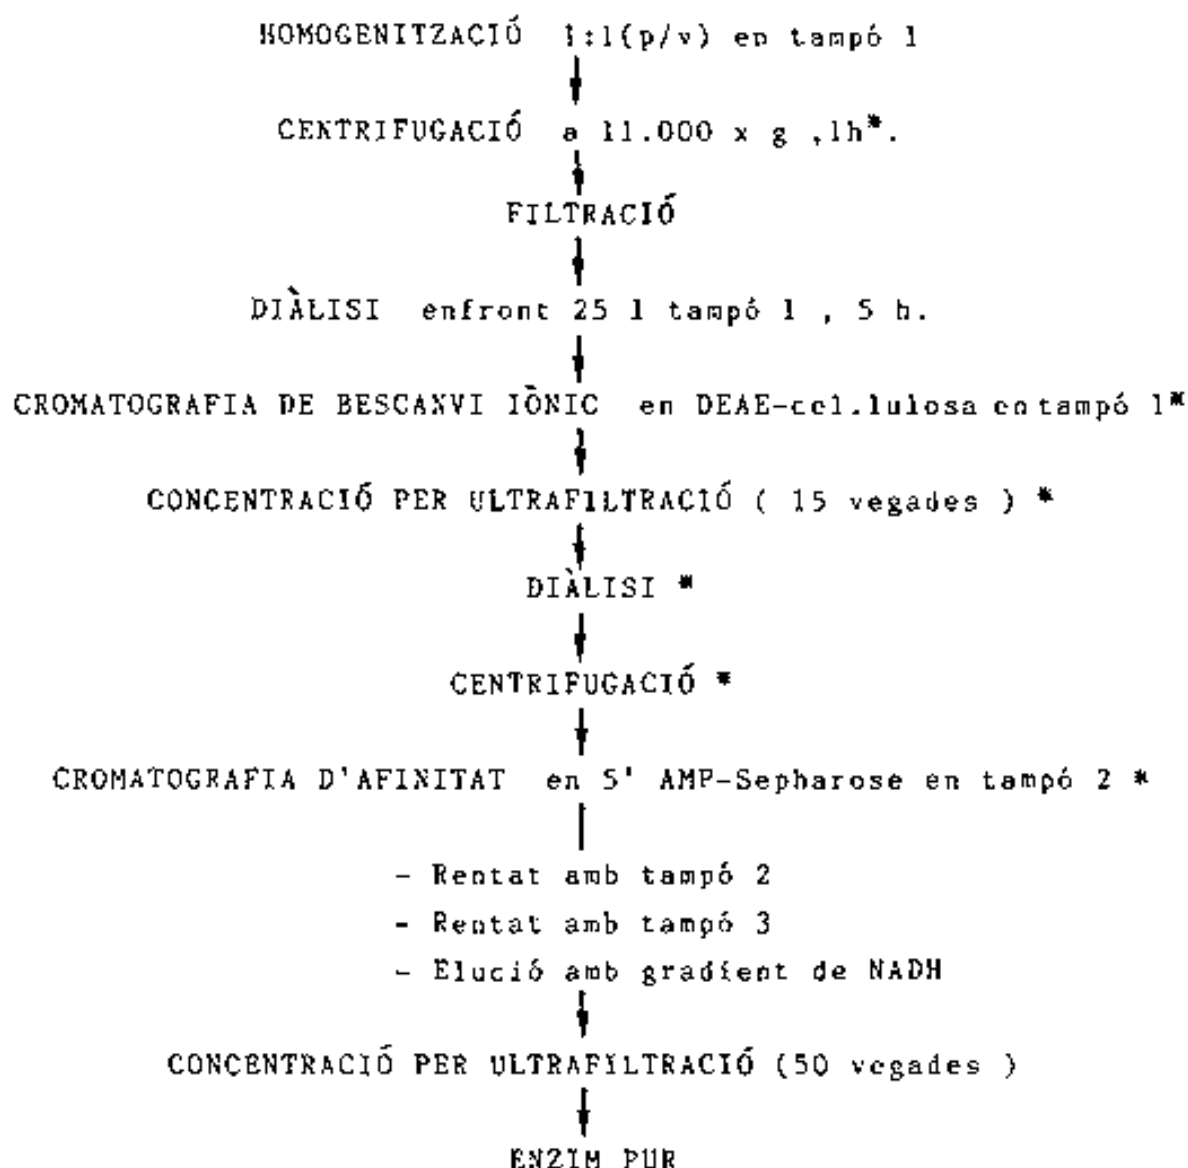 HOMOGENITZACIÓ 1:1(p/v) en tampó 1
CENTRIFUGACIÓ a 11.000 x g ,1h*.
FILTRACIÓ
DIÀLISI enfront 25 l tampó 1 , 5 h.
CROMATOGRAFIA DE BESCANVI IÒNIC en DEAE-cel.lulosa en tampó 1*
CONCENTRACIÓ PER ULTRAFILTRACIÓ ( 15 vegades ) *
DIÀLISI *
CENTRIFUGACIÓ *
CROMATOGRAFIA D'AFINITAT en 5' AMP-Sepharose en tampó 2 *
- Rentat amb tampó 2
- Rentat amb tampó 3
- Elució amb gradient de NADH
CONCENTRACIÓ PER ULTRAFILTRACIÓ (50 vegades )
ENZIM PUR